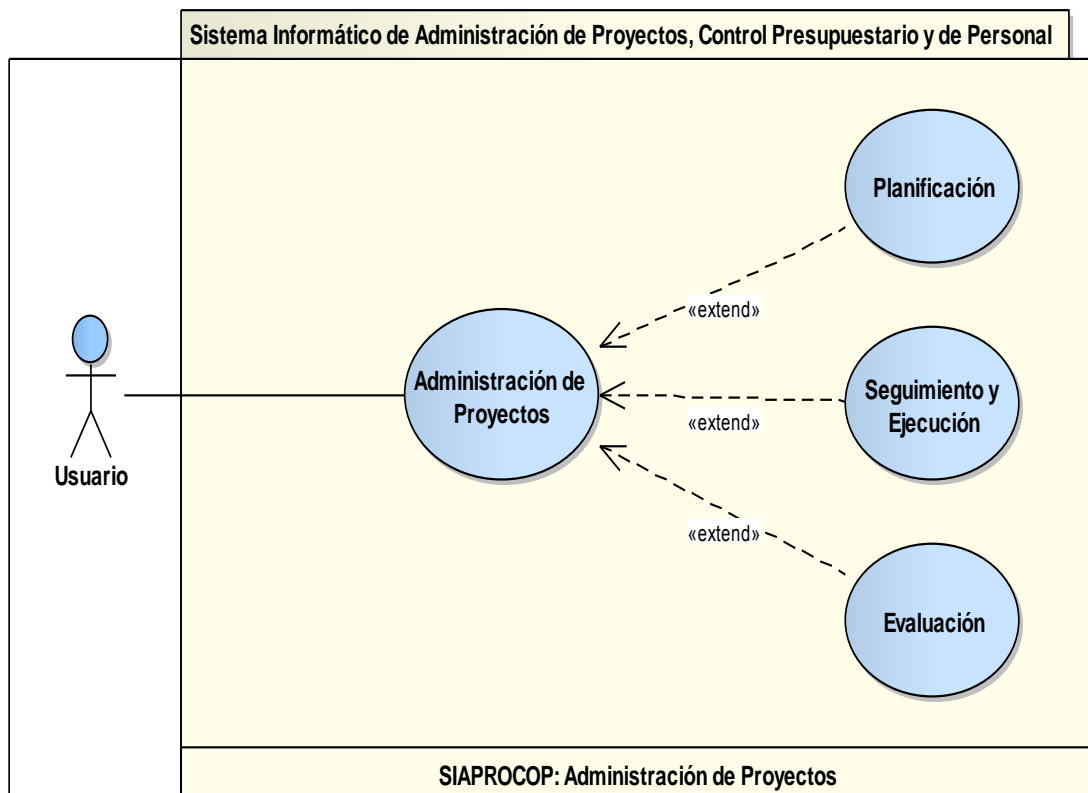 Sistema Informático de Administración de Proyectos, Control Presupuestario y de Personal
Planificación
«extend»
Administración de
Proyectos
Seguimiento y
Ejecución
«extend»
Usuario
«extend»
Evaluación
SIAPROCOP: Administración de Proyectos